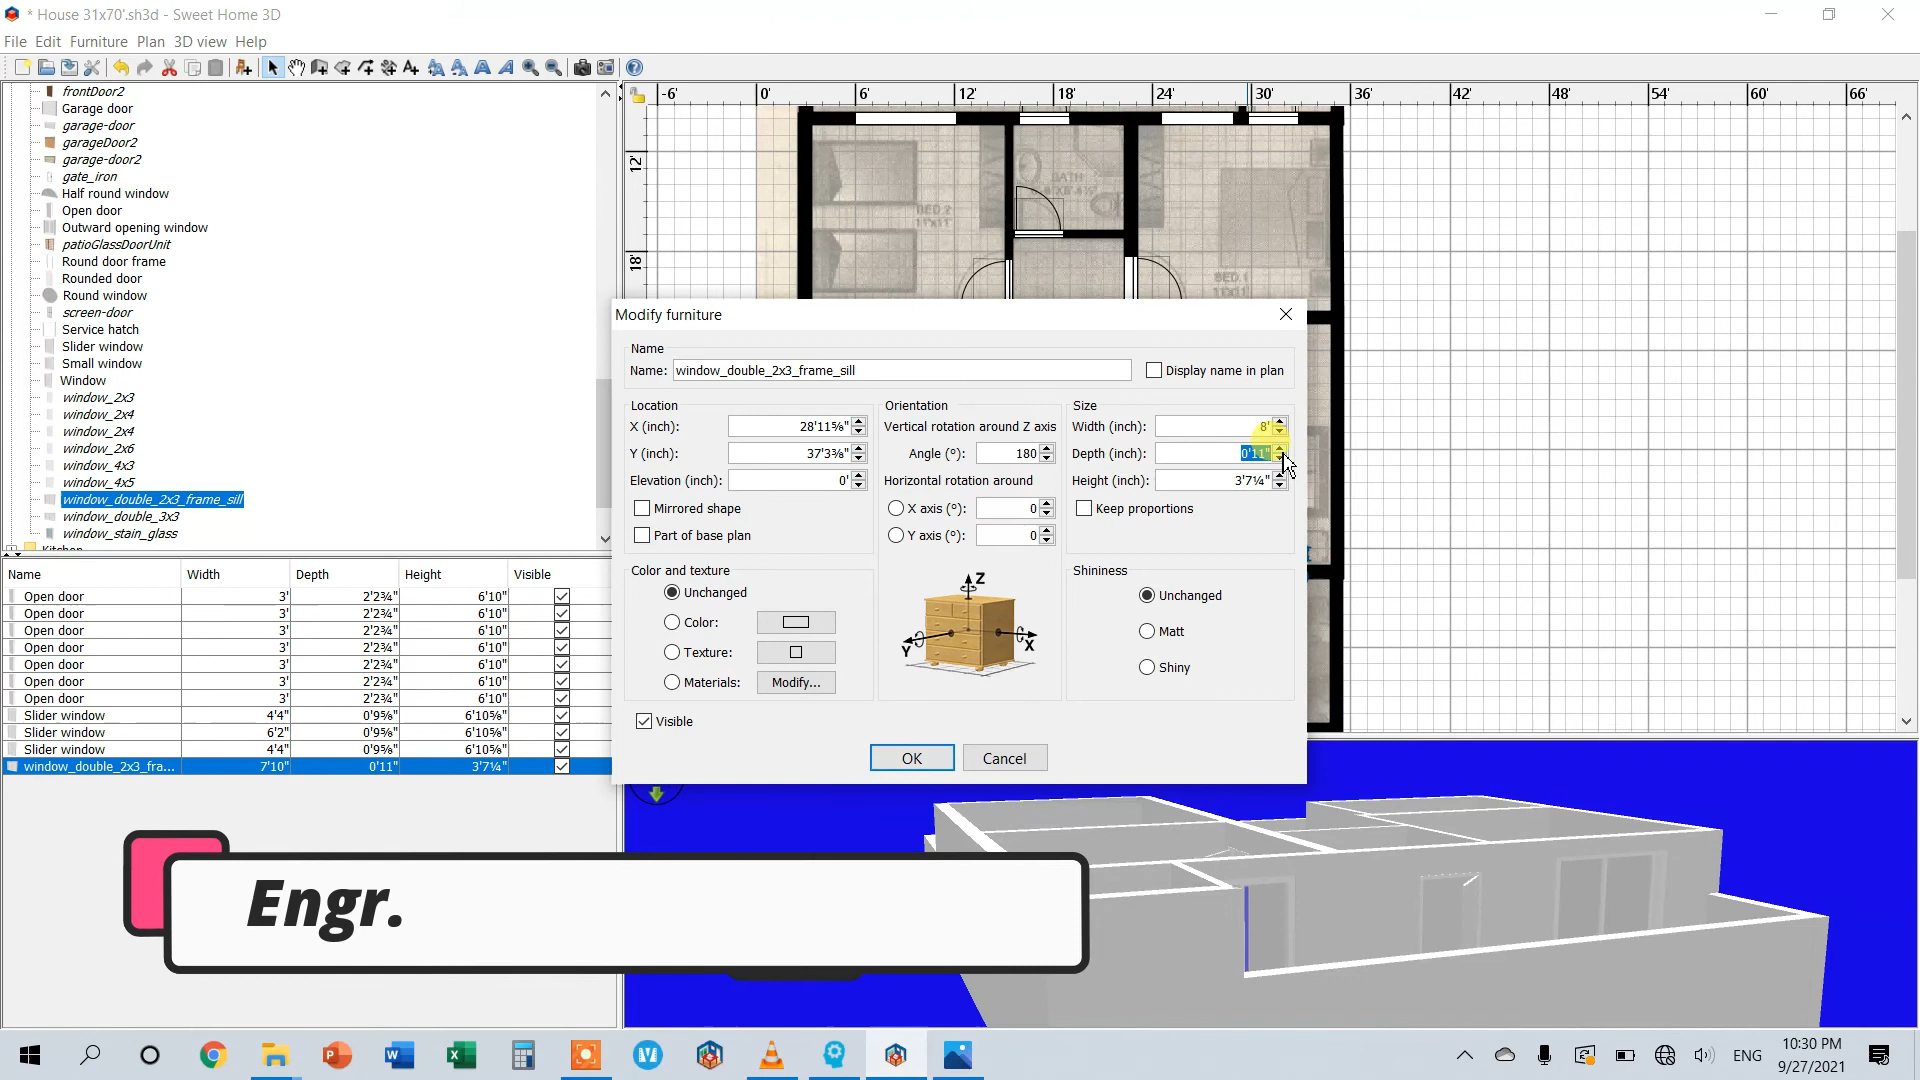 * House 31x70'.sh3d - Sweet Home 3D
File Edit Furniture Plan 3D view Help
frontDoor2
Garage door
garage-door
garageDoor2
garage-door2
gate_iron
Half round window
Open door
Outward opening window
patioGlassDoorUnit
Round door frame
Rounded door
Round window
screen-door
Service hatch
Slider window
Small window
Window
window_2x3
window_2x4
window_2x4
window_2x6
window_4x3
window_4x5
window_double_2x3_frame_sill
window_double_3x3
window_stain_glass
Kitchen
-6' 0' 6' 12' 18' 24' 30' 36' 42' 48' 54' 60' 66'
12'
18'
BED.2
11'X11'
BATH
BED.1
11'X11'
Modify furniture
Name
Name: window_double_2x3_frame_sill Display name in plan
Location Orientation Size
X (inch): 28'11⅝" Vertical rotation around Z axis Width (inch): 8'
Y (inch): 37'3⅜" Angle (°): 180 Depth (inch): 0'11"
Elevation (inch): 0' Horizontal rotation around Height (inch): 3'7¼"
Mirrored shape X axis (°): 0 Keep proportions
Part of base plan Y axis (°): 0
Color and texture Shininess
Unchanged Z Unchanged
Color: Matt
Texture: Y X Shiny
Materials: Modify...
Visible
OK Cancel
Name Width Depth Height Visible
Open door 3' 2'2¾" 6'10"
Open door 3' 2'2¾" 6'10"
Open door 3' 2'2¾" 6'10"
Open door 3' 2'2¾" 6'10"
Open door 3' 2'2¾" 6'10"
Open door 3' 2'2¾" 6'10"
Open door 3' 2'2¾" 6'10"
Slider window 4'4" 0'9⅝" 6'10⅝"
Slider window 6'2" 0'9⅝" 6'10⅝"
Slider window 4'4" 0'9⅝" 6'10⅝"
window_double_2x3_fra... 7'10" 0'11" 3'7¼"
Engr.
ENG
10:30 PM
9/27/2021